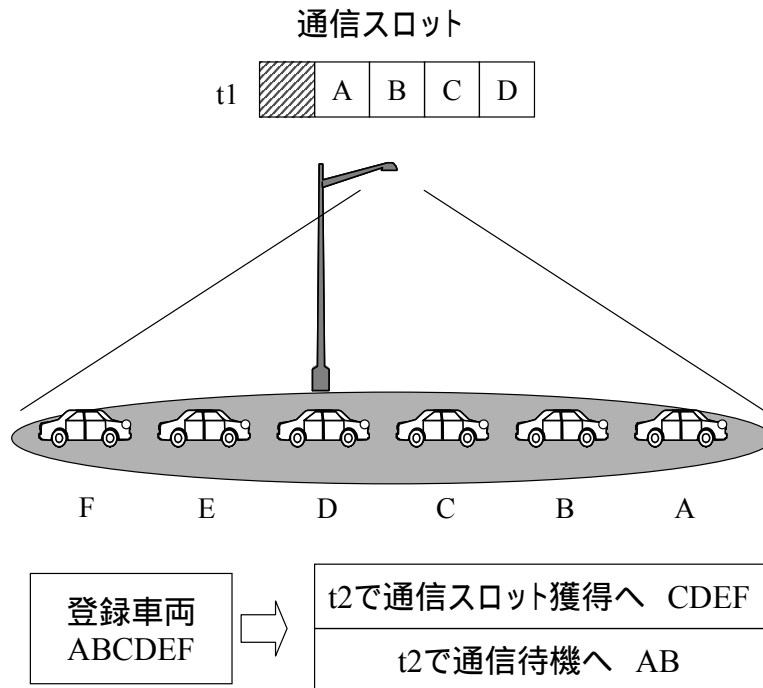 通信スロット
t1 A B C D
F E D C B A
登録車両
ABCDEF
t2で通信スロット獲得へ CDEF
t2で通信待機へ AB